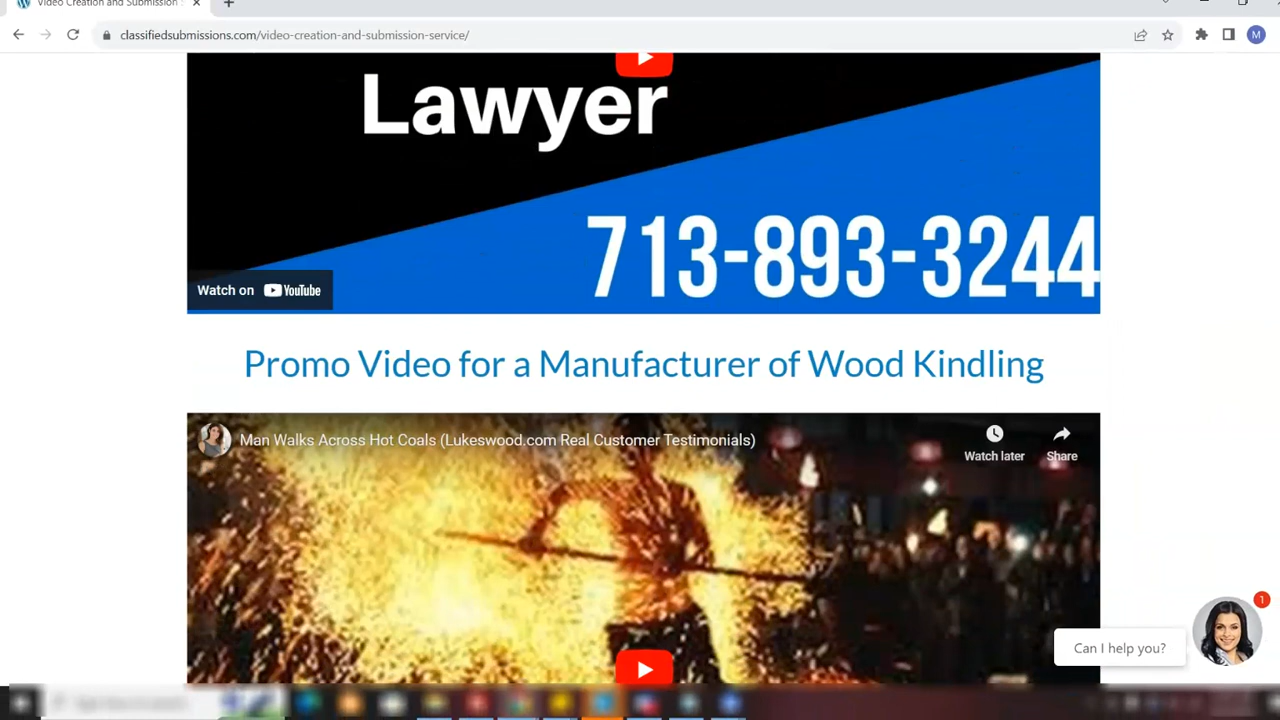 Video Creation and Submission
classifiedsubmissions.com/video-creation-and-submission-service/
M
Lawyer
713-893-3244
Watch on YouTube
Promo Video for a Manufacturer of Wood Kindling
Man Walks Across Hot Coals (Lukeswood.com Real Customer Testimonials)
Watch later
Share
1
Can I help you?